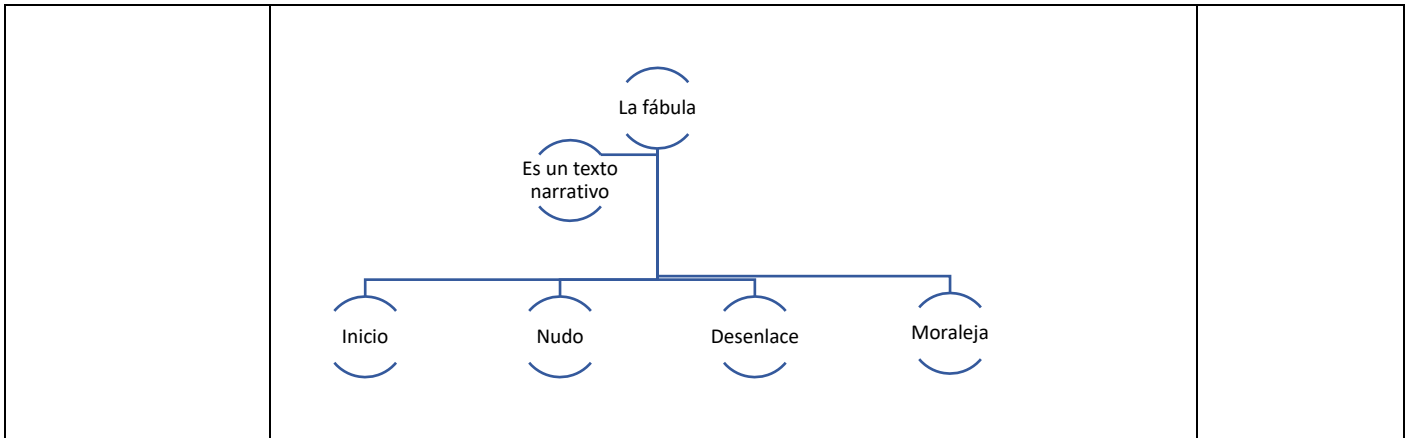 La fábula
Es un texto
narrativo
Inicio
Nudo
Desenlace
Moraleja